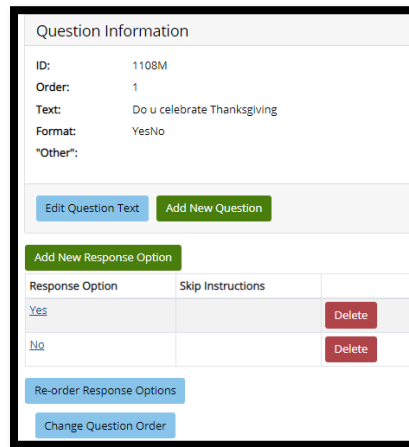 Question Information
ID: 1108M
Order: 1
Text: Do u celebrate Thanksgiving
Format: YesNo
"Other":
Edit Question Text Add New Question
Add New Response Option
Response Option Skip Instructions
Yes Delete
No Delete
Re-order Response Options
Change Question Order